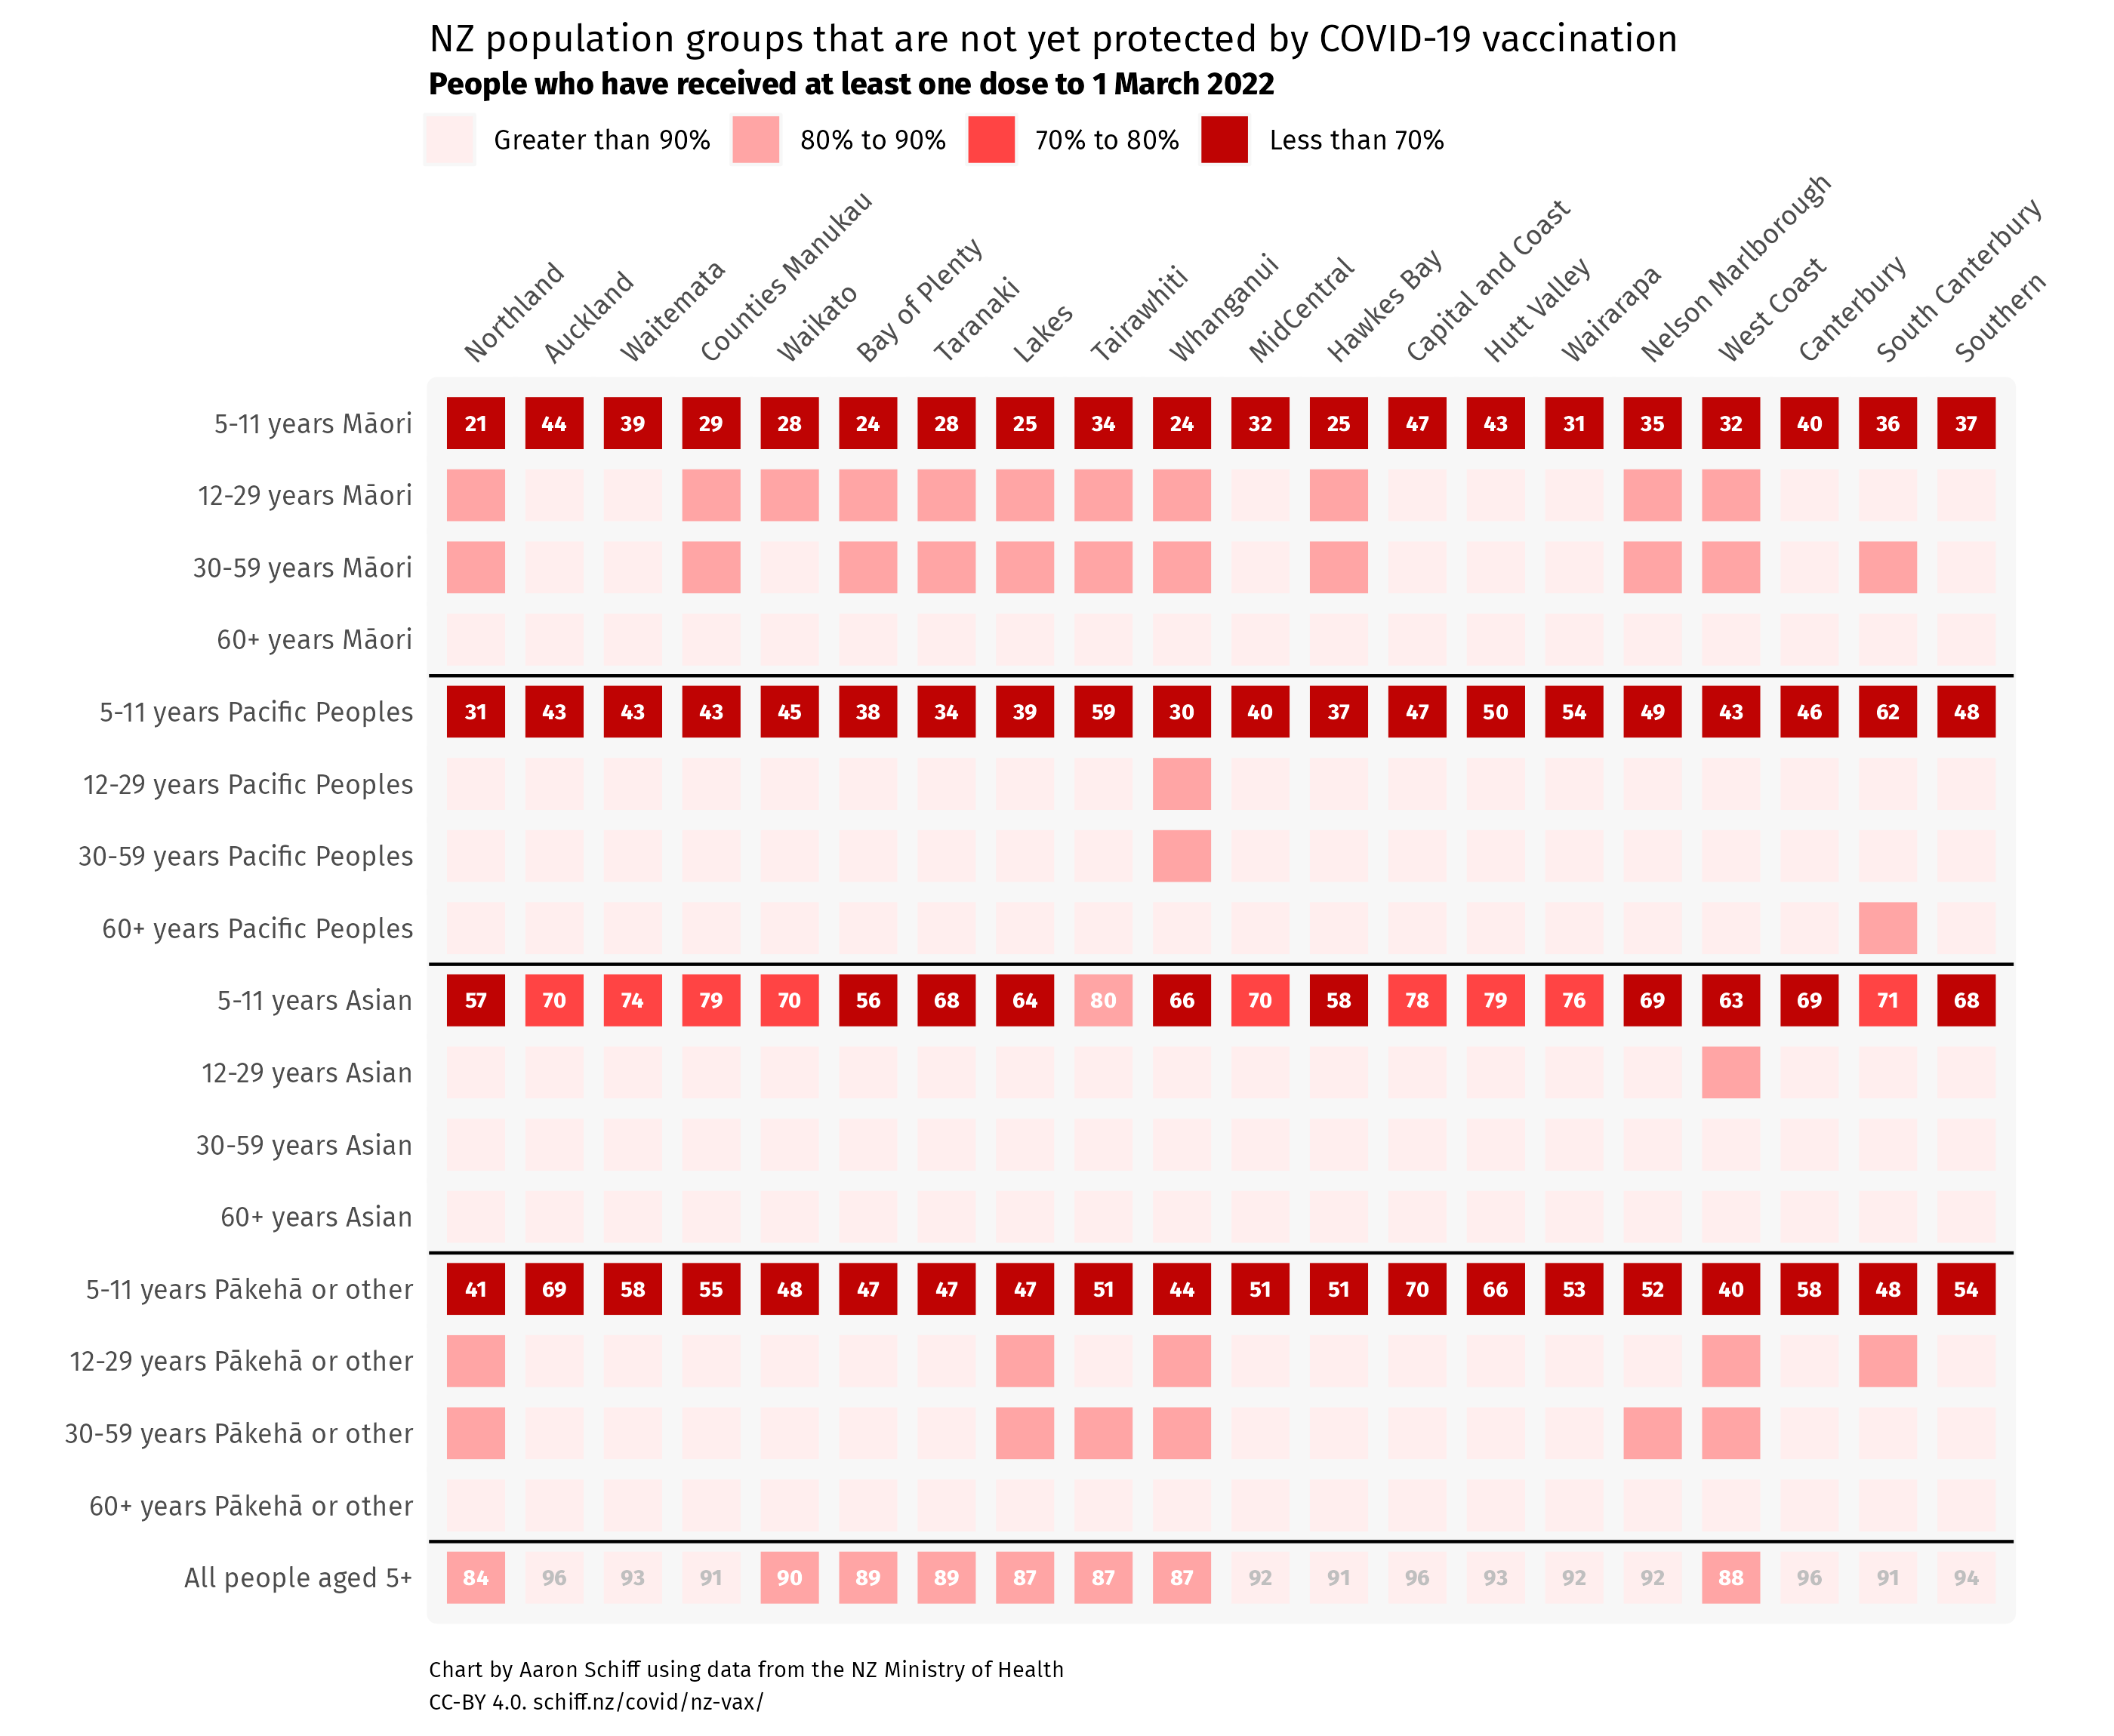 NZ population groups that are not yet protected by COVID-19 vaccination
People who have received at least one dose to 1 March 2022
Greater than 90% 80% to 90% 70% to 80% Less than 70%
Northland Auckland Waitemata Counties Manukau Waikato Bay of Plenty Taranaki Lakes Tairawhiti Whanganui MidCentral Hawkes Bay Capital and Coast Hutt Valley Wairarapa Nelson Marlborough West Coast Canterbury South Canterbury Southern
5-11 years Māori 21 44 39 29 28 24 28 25 34 24 32 25 47 43 31 35 32 40 36 37
12-29 years Māori
30-59 years Māori
60+ years Māori
5-11 years Pacific Peoples 31 43 43 43 45 38 34 39 59 30 40 37 47 50 54 49 43 46 62 48
12-29 years Pacific Peoples
30-59 years Pacific Peoples
60+ years Pacific Peoples
5-11 years Asian 57 70 74 79 70 56 68 64 80 66 70 58 78 79 76 69 63 69 71 68
12-29 years Asian
30-59 years Asian
60+ years Asian
5-11 years Pākehā or other 41 69 58 55 48 47 47 47 51 44 51 51 70 66 53 52 40 58 48 54
12-29 years Pākehā or other
30-59 years Pākehā or other
60+ years Pākehā or other
All people aged 5+ 84 96 93 91 90 89 89 87 87 87 92 91 96 93 92 92 88 96 91 94
Chart by Aaron Schiff using data from the NZ Ministry of Health
CC-BY 4.0. schiff.nz/covid/nz-vax/